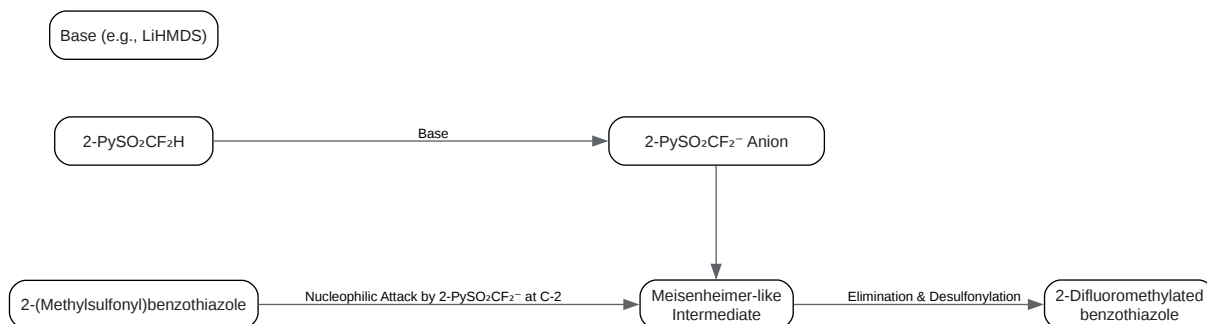 Base (e.g., LiHMDS)
2-PySO₂CF₂H
Base
2-PySO₂CF₂⁻ Anion
2-(Methylsulfonyl)benzothiazole
Nucleophilic Attack by 2-PySO₂CF₂⁻ at C-2
Meisenheimer-like
Intermediate
Elimination & Desulfonylation
2-Difluoromethylated
benzothiazole